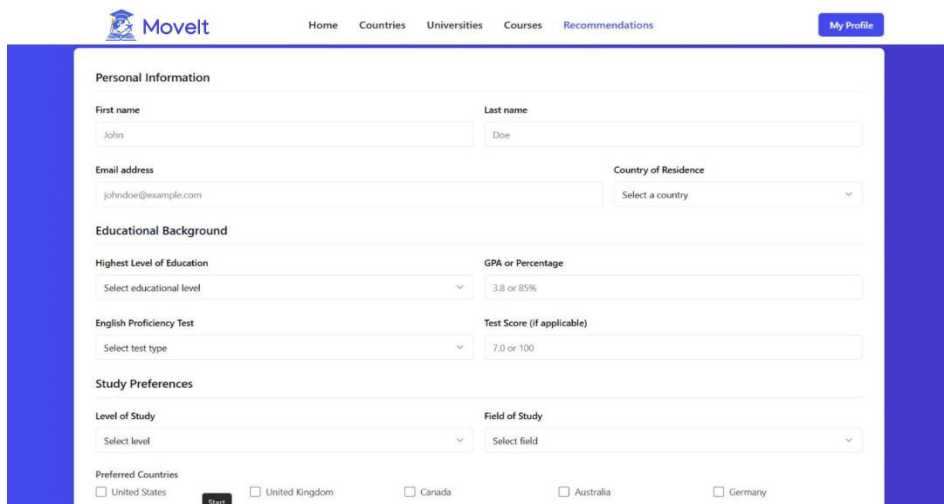 MoveIt Home Countries Universities Courses Recommendations My Profile
Personal Information
First name Last name
John Doe
Email address Country of Residence
johndoe@example.com Select a country
Educational Background
Highest Level of Education GPA or Percentage
Select educational level 3.8 or 85%
English Proficiency Test Test Score (if applicable)
Select test type 7.0 or 100
Study Preferences
Level of Study Field of Study
Select level Select field
Preferred Countries
United States United Kingdom Canada Australia Germany
Start